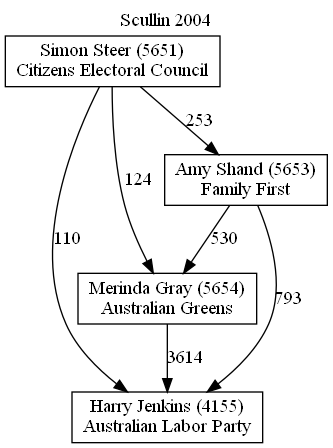 Scullin 2004
Simon Steer (5651)
Citizens Electoral Council
253
Amy Shand (5653)
Family First
124
110
530
Merinda Gray (5654)
Australian Greens
793
3614
Harry Jenkins (4155)
Australian Labor Party